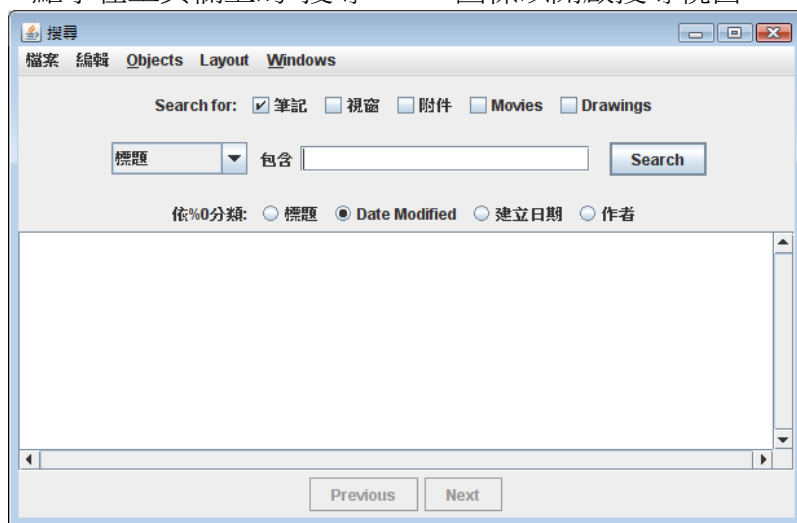 搜尋
檔案 編輯 Objects Layout Windows
Search for: 筆記 視窗 附件 Movies Drawings
標題 包含 Search
依%0分類: 標題 Date Modified 建立日期 作者
Previous Next